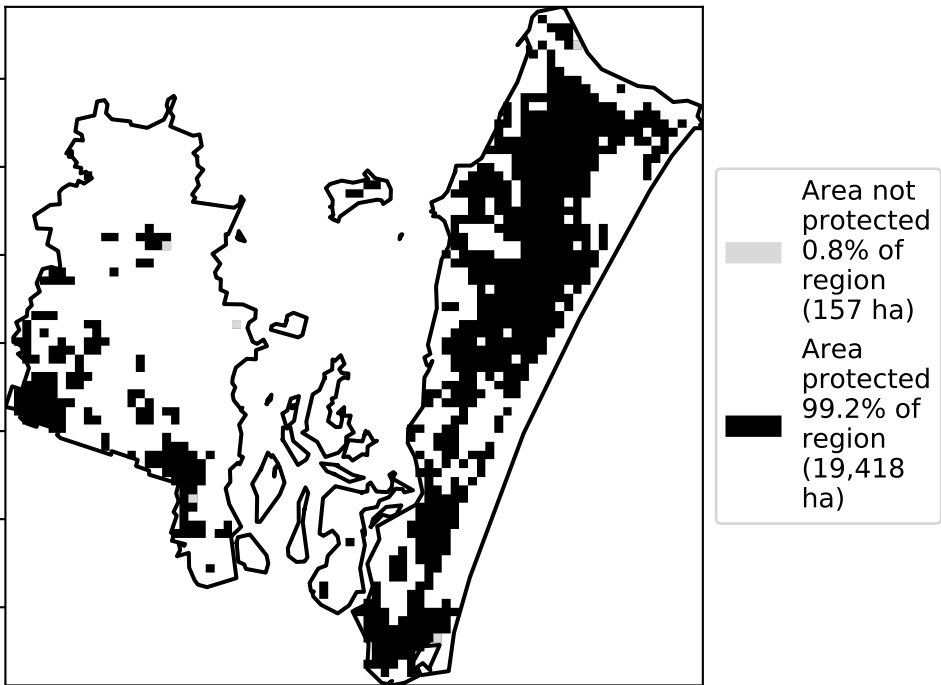 Area not
protected
0.8% of
region
(157 ha)
Area
protected
99.2% of
region
(19,418
ha)